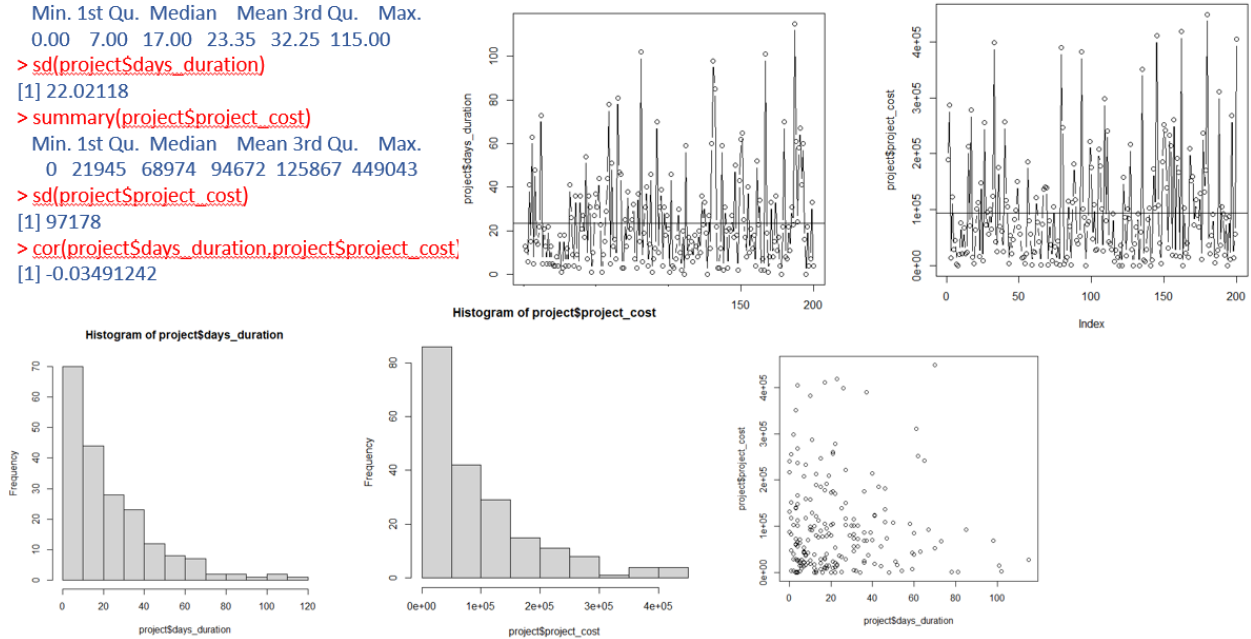 Min. 1st Qu. Median Mean 3rd Qu. Max.
0.00 7.00 17.00 23.35 32.25 115.00
> sd(project$days_duration)
[1] 22.02118
> summary(project$project_cost)
Min. 1st Qu. Median Mean 3rd Qu. Max.
0 21945 68974 94672 125867 449043
> sd(project$project_cost)
[1] 97178
> cor(project$days_duration,project$project_cost)
[1] -0.03491242
project$days_duration
0 20 40 60 80 100
150 200
project$project_cost
0e+00 1e+05 2e+05 3e+05 4e+05
0 50 100 150 200
Index
Histogram of project$days_duration
Frequency
0 10 20 30 40 50 60 70
0 20 40 60 80 100 120
project$days_duration
Histogram of project$project_cost
Frequency
0 20 40 60 80
0e+00 1e+05 2e+05 3e+05 4e+05
project$project_cost
project$project_cost
0e+00 1e+05 2e+05 3e+05 4e+05
0 20 40 60 80 100
project$days_duration